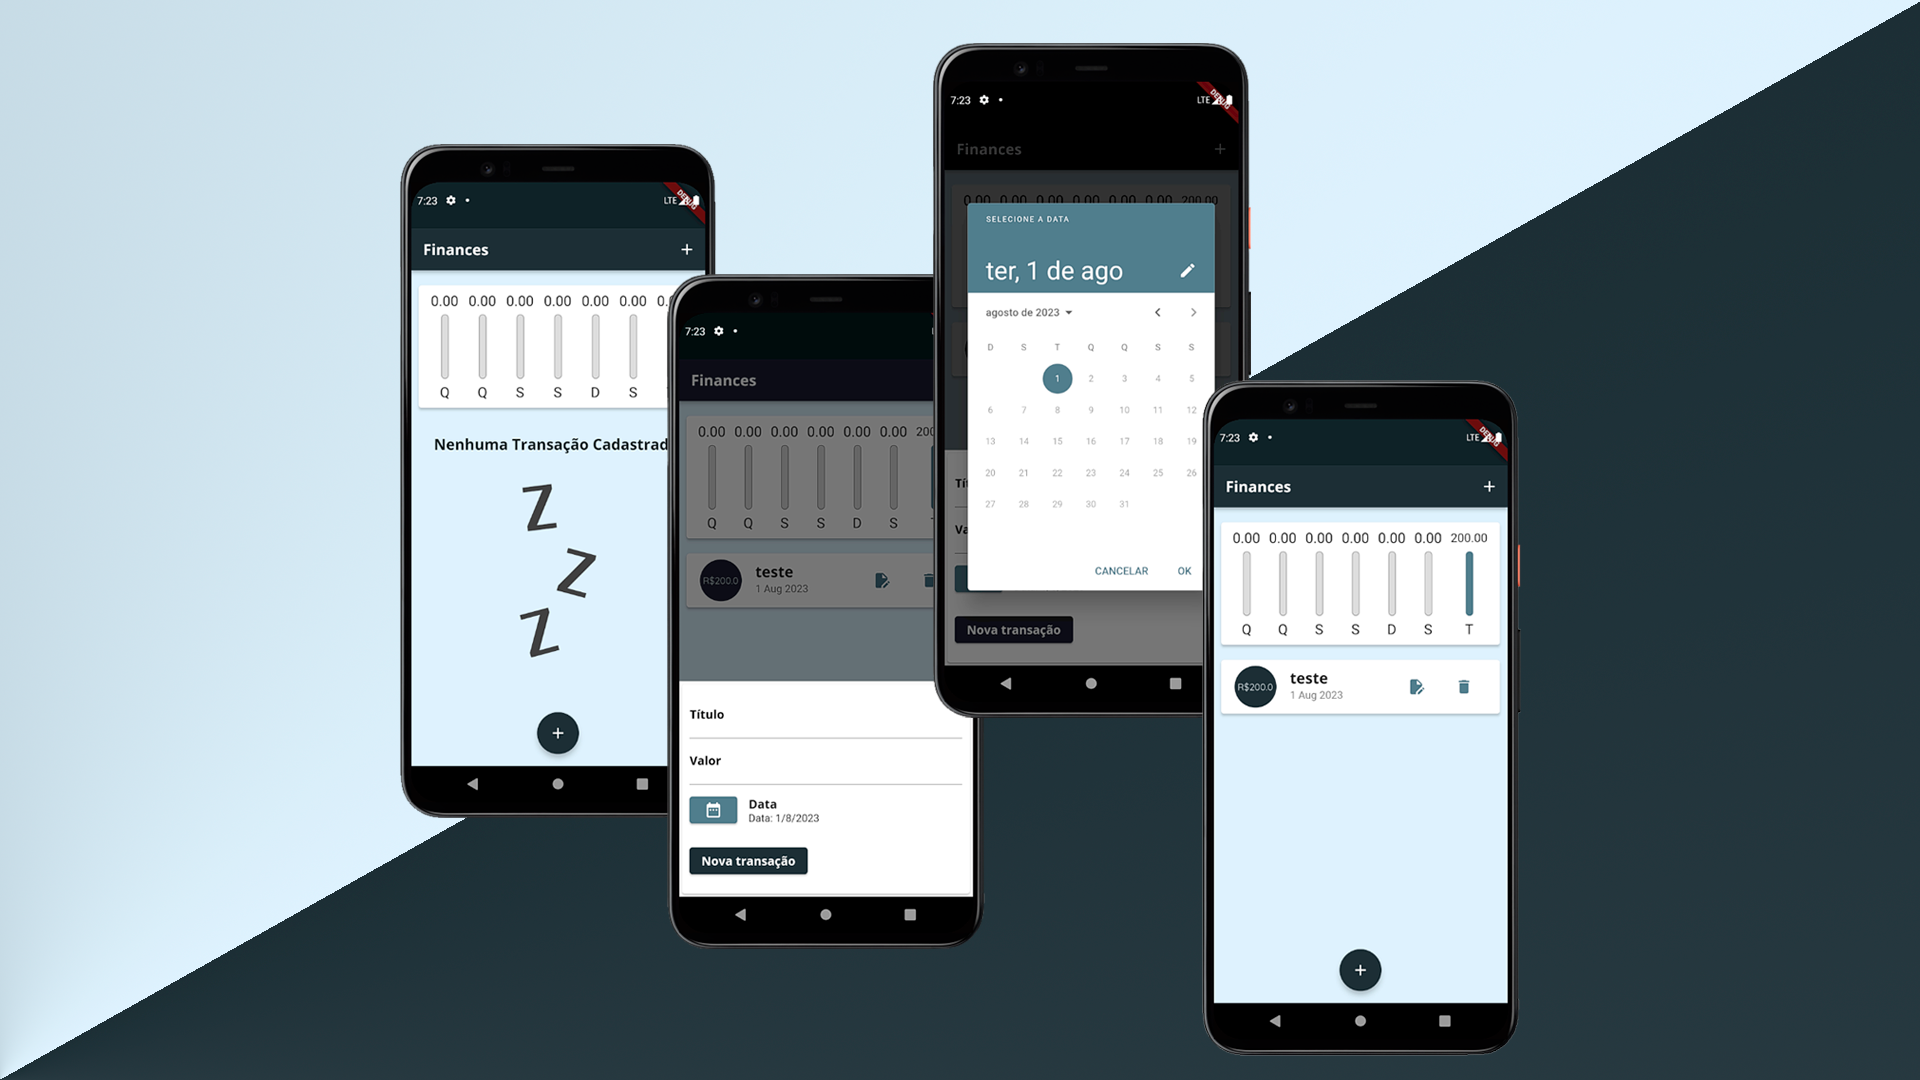 7:23 LTE DEBUG
Finances +
0.00 0.00 0.00 0.00 0.00 0.00 0.
Q Q S S D S
Nenhuma Transação Cadastrad
Z
Z
Z
+
7:23
Finances
0.00 0.00 0.00 0.00 0.00 0.00 200
Q Q S S D S
R$200.0 teste
1 Aug 2023
Título
Valor
Data
Data: 1/8/2023
Nova transação
7:23 LTE DEBUG
Finances +
0.00 0.00 0.00 0.00 0.00 0.00 200.00
SELECIONE A DATA
ter, 1 de ago
agosto de 2023
D S T Q Q S S
1 2 3 4 5
6 7 8 9 10 11 12
13 14 15 16 17 18 19
20 21 22 23 24 25 26
27 28 29 30 31
CANCELAR OK
Tí
Va
Nova transação
7:23 LTE DEBUG
Finances +
0.00 0.00 0.00 0.00 0.00 0.00 200.00
Q Q S S D S T
R$200.0 teste
1 Aug 2023
+